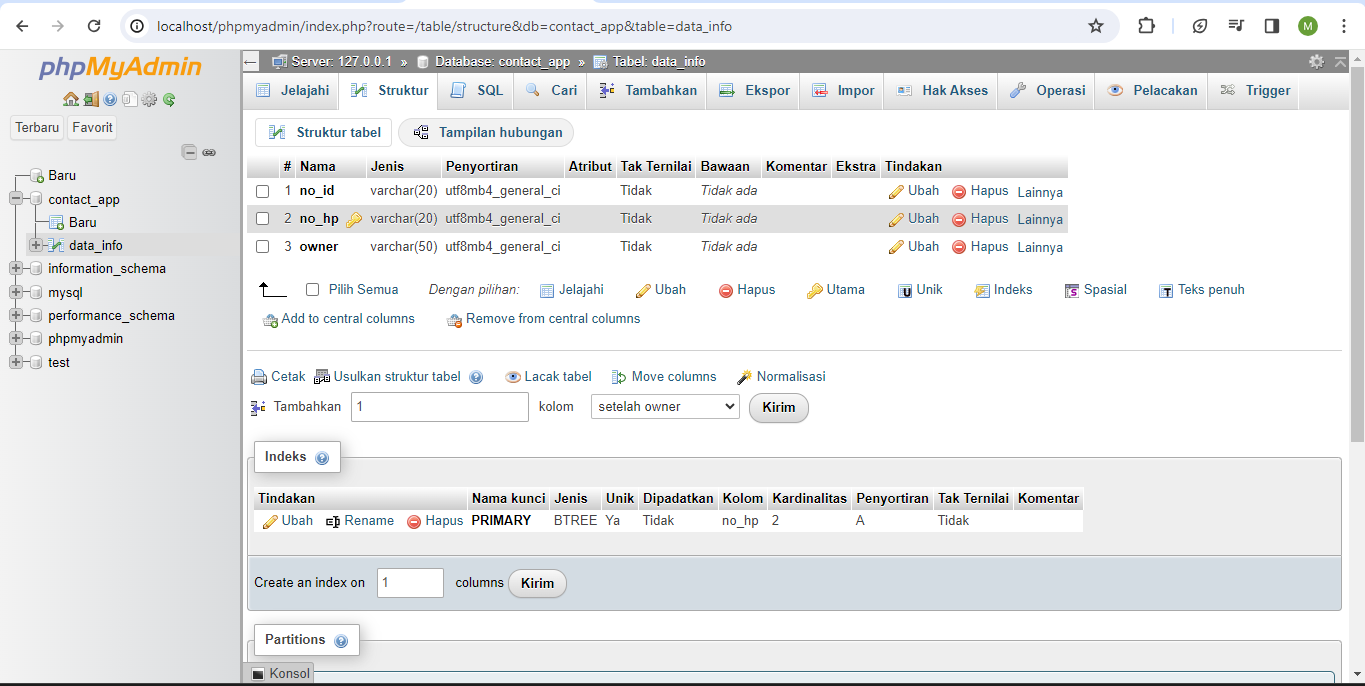 localhost/phpmyadmin/index.php?route=/table/structure&db=contact_app&table=data_info
M
phpMyAdmin
Terbaru Favorit
Baru
contact_app
Baru
data_info
information_schema
mysql
performance_schema
phpmyadmin
test
Server: 127.0.0.1 » Database: contact_app » Tabel: data_info
Jelajahi Struktur SQL Cari Tambahkan Ekspor Impor Hak Akses Operasi Pelacakan Trigger
Struktur tabel Tampilan hubungan
# Nama Jenis Penyortiran Atribut Tak Ternilai Bawaan Komentar Ekstra Tindakan
1 no_id varchar(20) utf8mb4_general_ci Tidak Tidak ada Ubah Hapus Lainnya
2 no_hp varchar(20) utf8mb4_general_ci Tidak Tidak ada Ubah Hapus Lainnya
3 owner varchar(50) utf8mb4_general_ci Tidak Tidak ada Ubah Hapus Lainnya
Pilih Semua Dengan pilihan: Jelajahi Ubah Hapus Utama Unik Indeks Spasial Teks penuh
Add to central columns Remove from central columns
Cetak Usulkan struktur tabel Lacak tabel Move columns Normalisasi
Tambahkan 1 kolom setelah owner Kirim
Indeks
Tindakan Nama kunci Jenis Unik Dipadatkan Kolom Kardinalitas Penyortiran Tak Ternilai Komentar
Ubah Rename Hapus PRIMARY BTREE Ya Tidak no_hp 2 A Tidak
Create an index on 1 columns Kirim
Partitions
Konsol